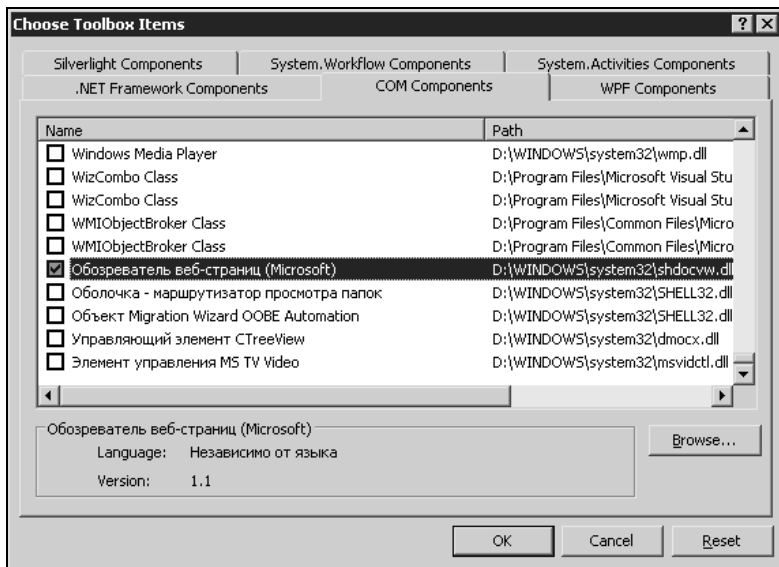 Choose Toolbox Items
Silverlight Components System.Workflow Components System.Activities Components
.NET Framework Components COM Components WPF Components
Name Path
Windows Media Player D:\WINDOWS\system32\wmp.dll
WizCombo Class D:\Program Files\Microsoft Visual Stu
WizCombo Class D:\Program Files\Microsoft Visual Stu
WMIObjectBroker Class D:\Program Files\Common Files\Micro
WMIObjectBroker Class D:\Program Files\Common Files\Micro
Обозреватель веб-страниц (Microsoft) D:\WINDOWS\system32\shdocvw.dll
Оболочка - маршрутизатор просмотра папок D:\WINDOWS\system32\SHELL32.dll
Объект Migration Wizard OOBE Automation D:\WINDOWS\system32\SHELL32.dll
Управляющий элемент CTreeView D:\WINDOWS\system32\dmocx.dll
Элемент управления MS TV Video D:\WINDOWS\system32\msvidctl.dll
Обозреватель веб-страниц (Microsoft)
Language: Независимо от языка
Version: 1.1
Browse...
OK Cancel Reset